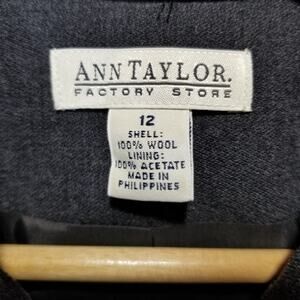 ANN TAYLOR.
FACTORY STORE
12
SHELL:
100% WOOL
LINING:
100% ACETATE
MADE IN
PHILIPPINES